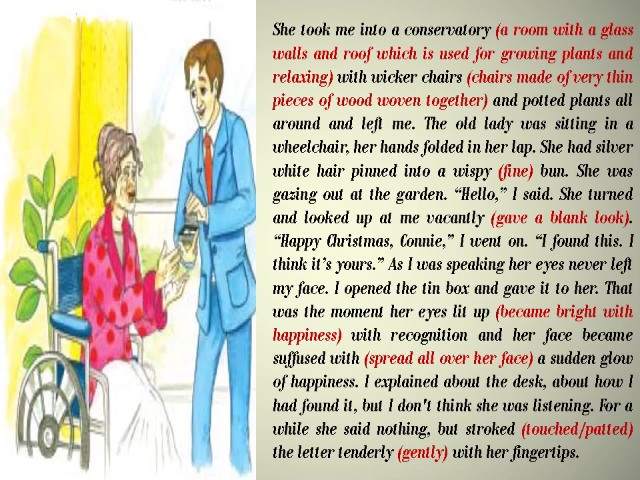 She took me into a conservatory (a room with a glass
walls and roof which is used for growing plants and
relaxing) with wicker chairs (chairs made of very thin
pieces of wood woven together) and potted plants all
around and left me. The old lady was sitting in a
wheelchair, her hands folded in her lap. She had silver
white hair pinned into a wispy (fine) bun. She was
gazing out at the garden. “Hello,” I said. She turned
and looked up at me vacantly (gave a blank look).
“Happy Christmas, Connie,” I went on. “I found this. I
think it’s yours.” As I was speaking her eyes never left
my face. I opened the tin box and gave it to her. That
was the moment her eyes lit up (became bright with
happiness) with recognition and her face became
suffused with (spread all over her face) a sudden glow
of happiness. I explained about the desk, about how I
had found it, but I don't think she was listening. For a
while she said nothing, but stroked (touched/patted)
the letter tenderly (gently) with her fingertips.